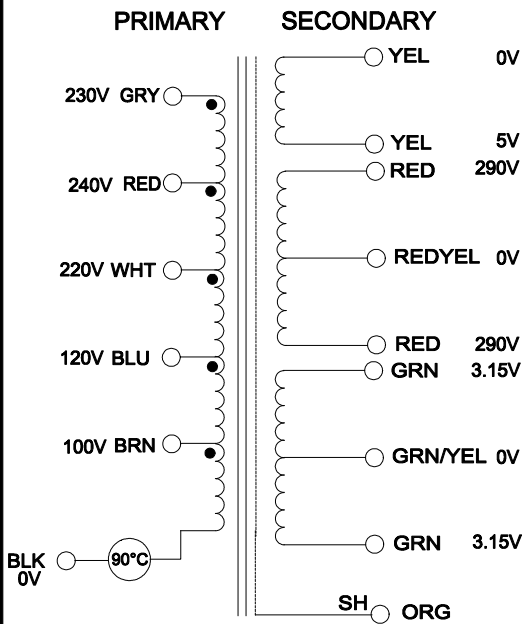 PRIMARY SECONDARY
YEL 0V
230V GRY
YEL 5V
RED 290V
240V RED
REDYEL 0V
220V WHT
RED 290V
120V BLU
GRN 3.15V
100V BRN
GRN/YEL 0V
GRN 3.15V
BLK 90°C
0V
SH ORG